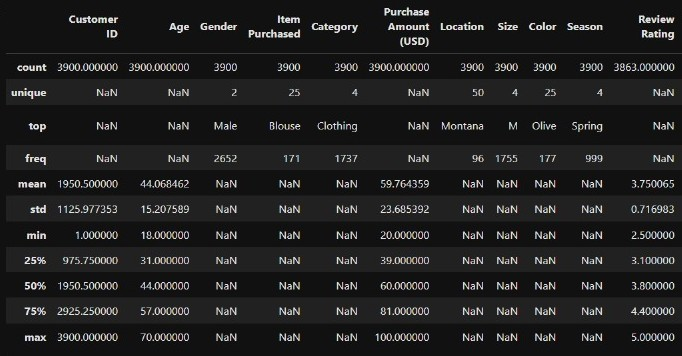 Customer ID Age Gender Item Purchased Category Purchase Amount (USD) Location Size Color Season Review Rating
count 3900.000000 3900.000000 3900 3900 3900 3900.000000 3900 3900 3900 3900 3863.000000
unique NaN NaN 2 25 4 NaN 50 4 25 4 NaN
top NaN NaN Male Blouse Clothing NaN Montana M Olive Spring NaN
freq NaN NaN 2652 171 1737 NaN 96 1755 177 999 NaN
mean 1950.500000 44.068462 NaN NaN NaN 59.764359 NaN NaN NaN NaN 3.750065
std 1125.977353 15.207589 NaN NaN NaN 23.685392 NaN NaN NaN NaN 0.716983
min 1.000000 18.000000 NaN NaN NaN 20.000000 NaN NaN NaN NaN 2.500000
25% 975.750000 31.000000 NaN NaN NaN 39.000000 NaN NaN NaN NaN 3.100000
50% 1950.500000 44.000000 NaN NaN NaN 60.000000 NaN NaN NaN NaN 3.800000
75% 2925.250000 57.000000 NaN NaN NaN 81.000000 NaN NaN NaN NaN 4.400000
max 3900.000000 70.000000 NaN NaN NaN 100.000000 NaN NaN NaN NaN 5.000000